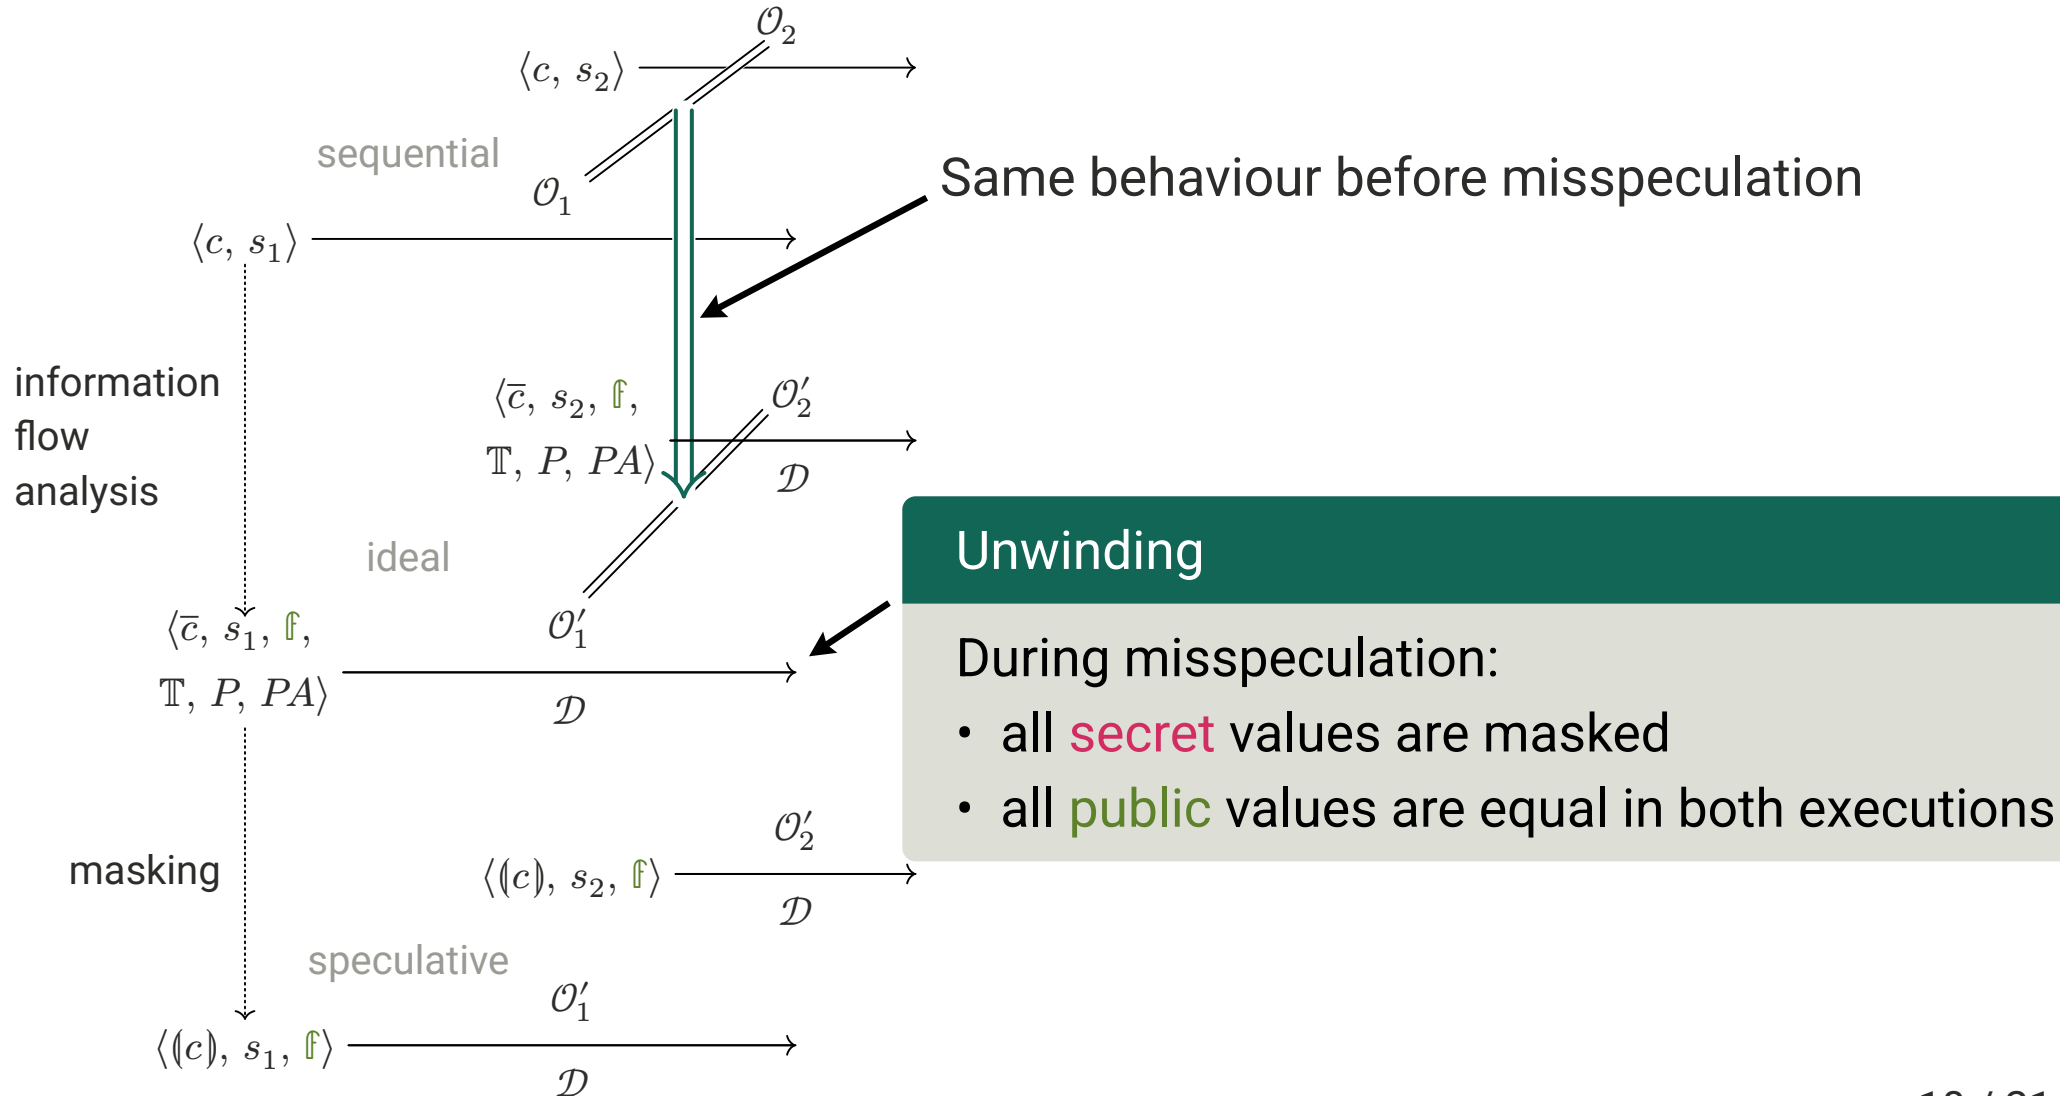 𝒪₂
⟨c, s₂⟩
sequential
𝒪₁
Same behaviour before misspeculation
⟨c, s₁⟩
information
flow
analysis
⟨c̅, s₂, 𝕗,
𝕋, P, PA⟩
𝒪′₂
𝒟
ideal
Unwinding
⟨c̅, s₁, 𝕗,
𝕋, P, PA⟩
𝒪′₁
𝒟
During misspeculation:
• all secret values are masked
• all public values are equal in both executions
masking
⟨⦇c⦈, s₂, 𝕗⟩
𝒪′₂
𝒟
speculative
𝒪′₁
⟨⦇c⦈, s₁, 𝕗⟩
𝒟